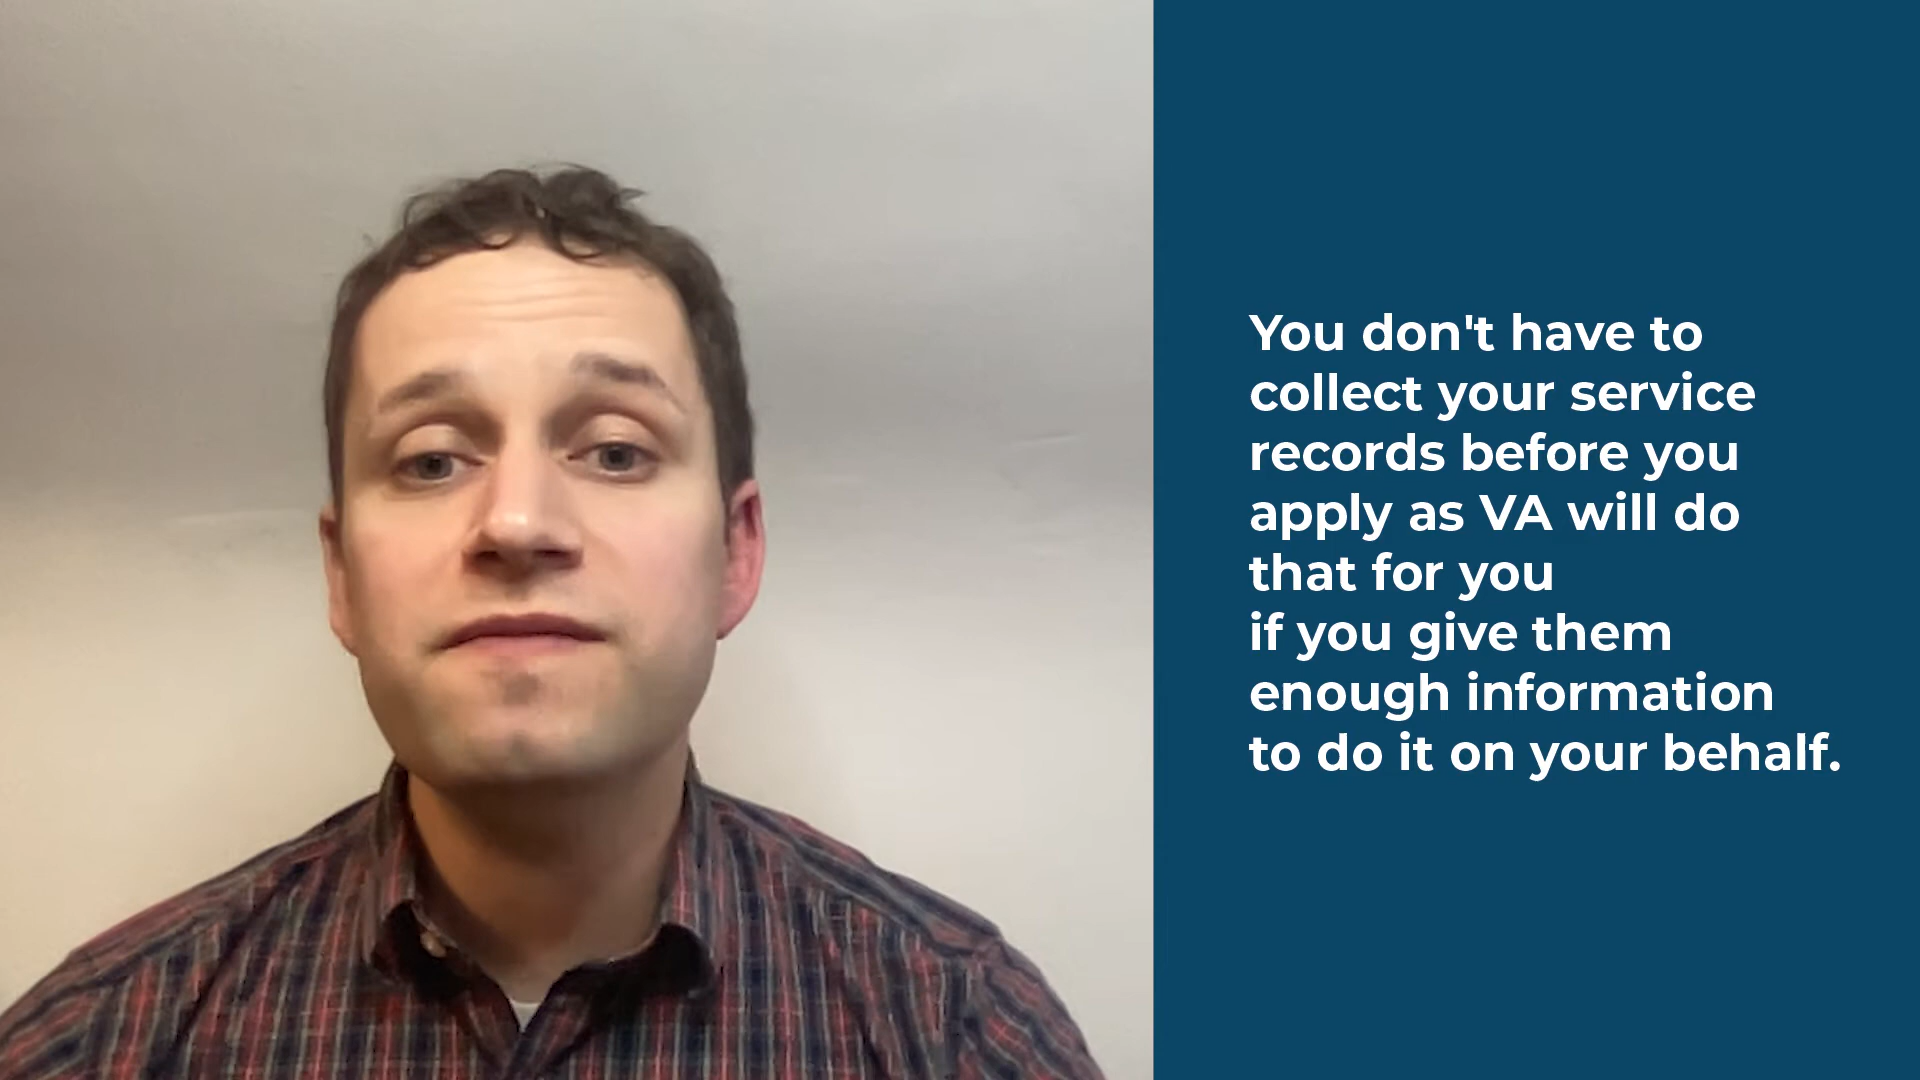 You don't have to
collect your service
records before you
apply as VA will do
that for you
if you give them
enough information
to do it on your behalf.